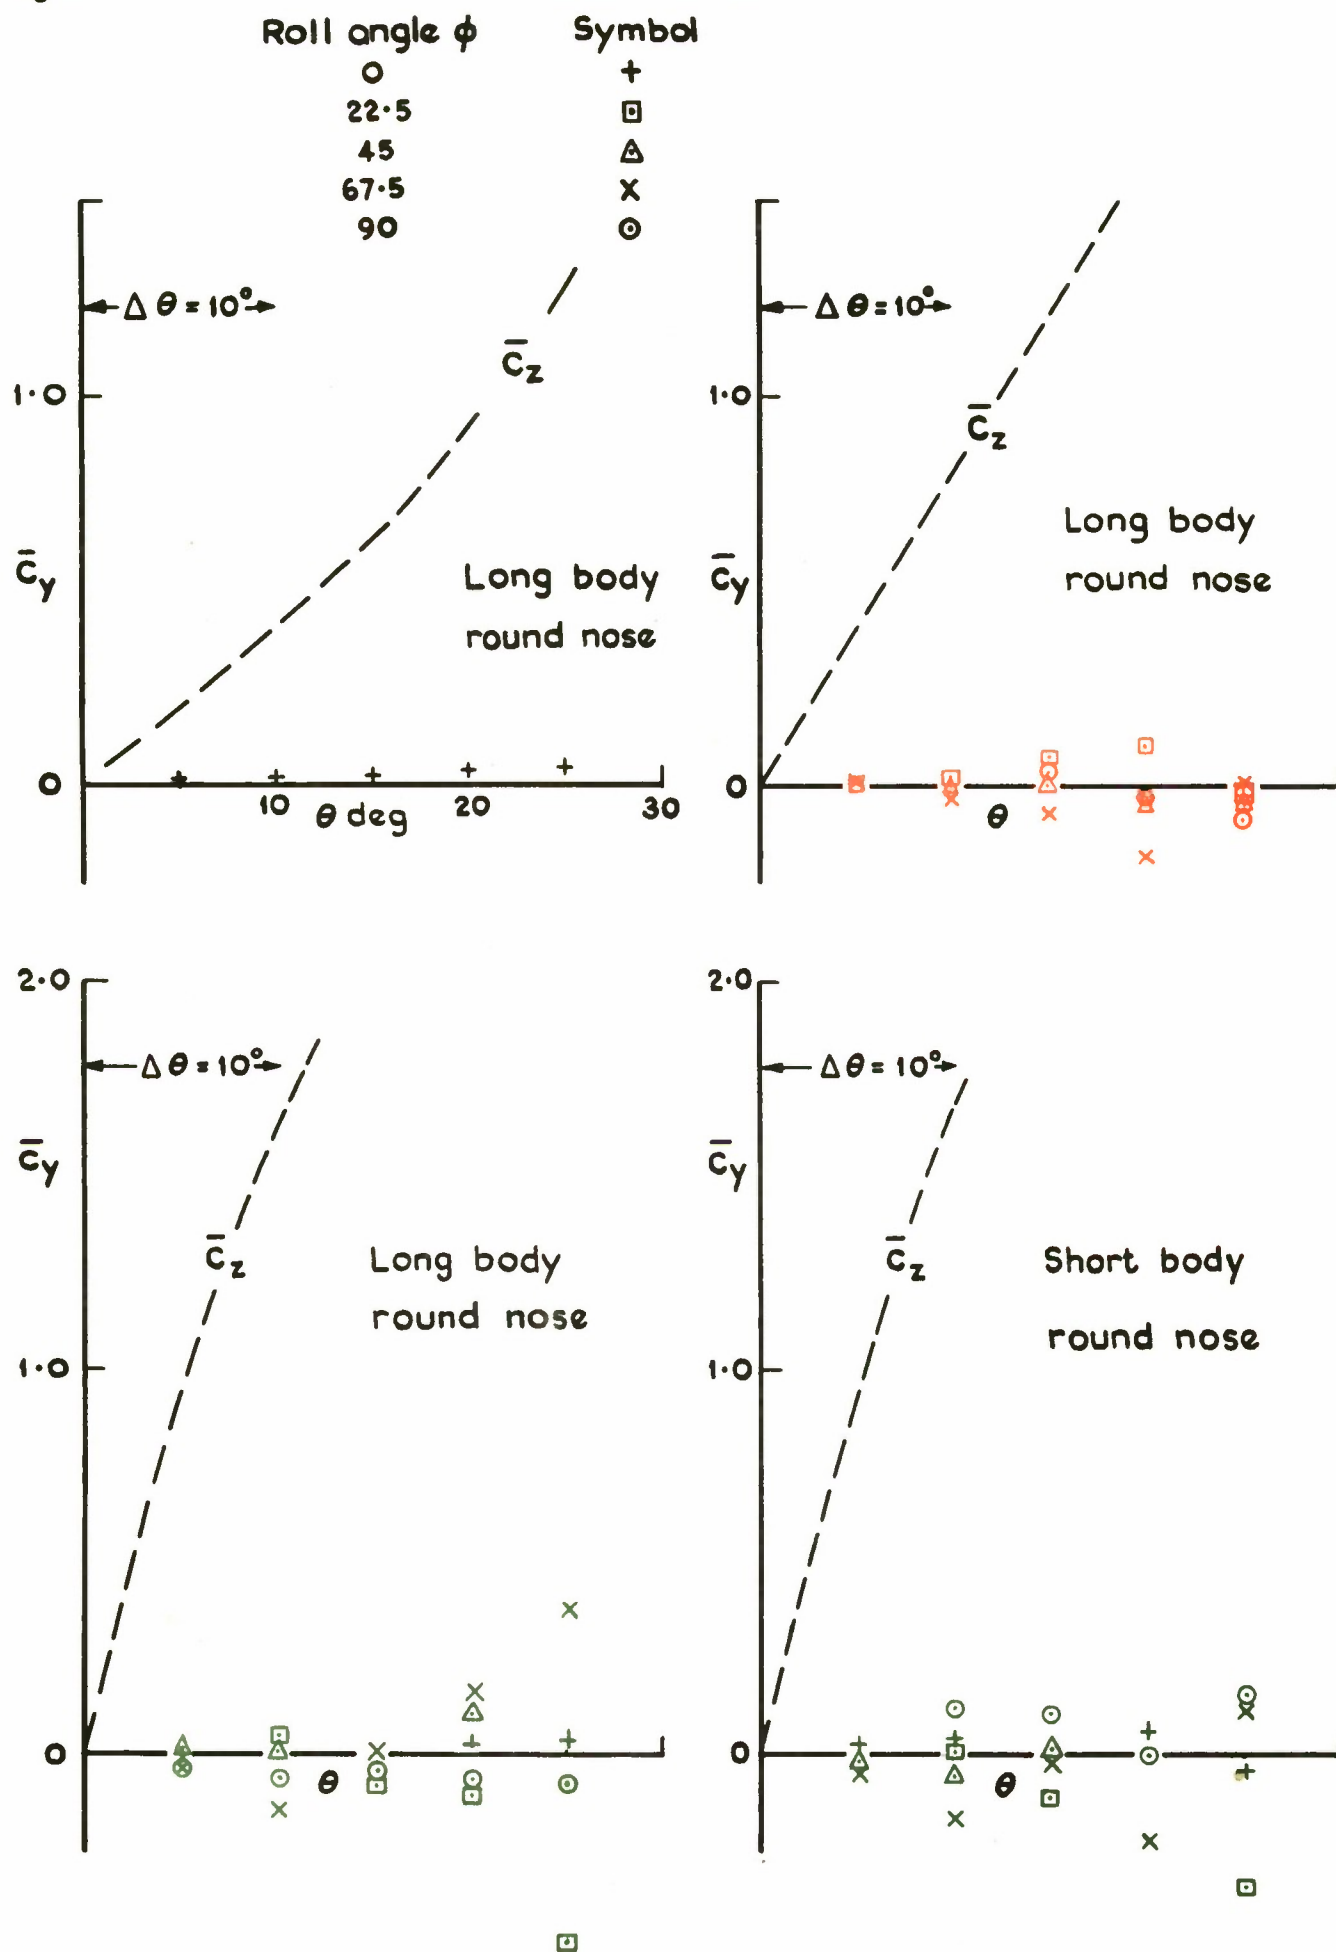 Roll angle ϕ Symbol
0 +
22·5 ⊡
45 ◬
67·5 ×
90 ⊙
Δθ = 10°
C̄z
1·0
C̄y
Long body
round nose
0
10 20 30
θ deg
Δθ = 10°
1·0
C̄z
Long body
round nose
C̄y
0
θ
2·0
Δθ = 10°
C̄y
C̄z
Long body
round nose
1·0
0
θ
2·0
Δθ = 10°
C̄y
C̄z
Short body
round nose
1·0
0
θ